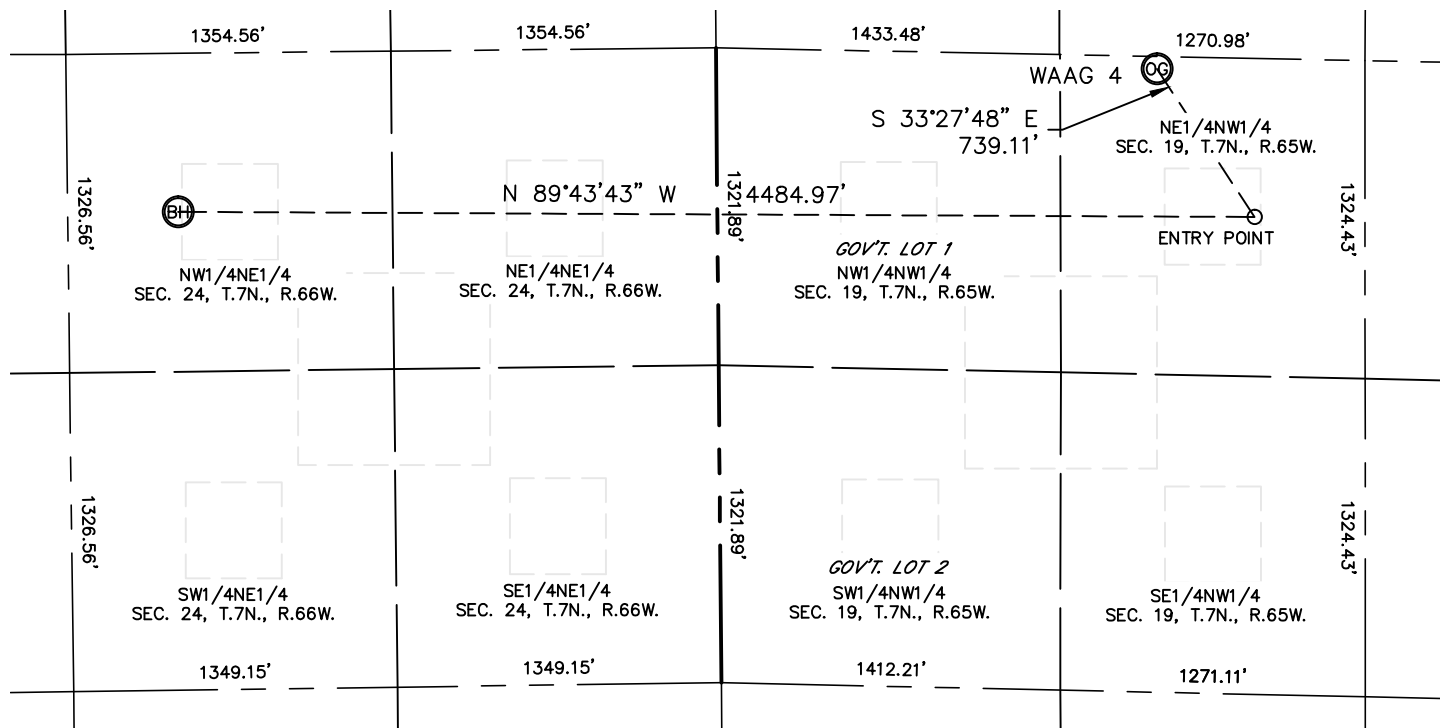 1354.56’
1354.56’
1433.48’
1270.98’
WAAG 4
OG
S 33°27’48” E
739.11’
NE1/4NW1/4
SEC. 19, T.7N., R.65W.
1326.56’
BH
N 89°43’43” W
1321.89’
4484.97’
1324.43’
ENTRY POINT
NW1/4NE1/4
SEC. 24, T.7N., R.66W.
NE1/4NE1/4
SEC. 24, T.7N., R.66W.
GOV’T. LOT 1
NW1/4NW1/4
SEC. 19, T.7N., R.65W.
1326.56’
1321.89’
1324.43’
SW1/4NE1/4
SEC. 24, T.7N., R.66W.
SE1/4NE1/4
SEC. 24, T.7N., R.66W.
GOV’T. LOT 2
SW1/4NW1/4
SEC. 19, T.7N., R.65W.
SE1/4NW1/4
SEC. 19, T.7N., R.65W.
1349.15’
1349.15’
1412.21’
1271.11’